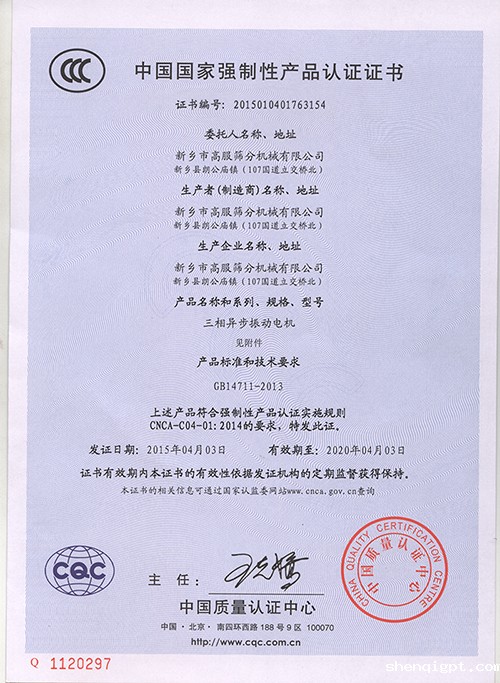 CCC
中国国家强制性产品认证证书
证书编号：2015010401763154
委托人名称、地址
新乡市高服筛分机械有限公司
新乡县朗公庙镇（107国道立交桥北）
生产者(制造商)名称、地址
新乡市高服筛分机械有限公司
新乡县朗公庙镇（107国道立交桥北）
生产企业名称、地址
新乡市高服筛分机械有限公司
新乡县朗公庙镇（107国道立交桥北）
产品名称和系列、规格、型号
三相异步振动电机
见附件
产品标准和技术要求
GB14711-2013
上述产品符合强制性产品认证实施规则
CNCA-C04-01:2014的要求，特发此证。
发证日期：2015年04月03日 有效期至：2020年04月03日
证书有效期内本证书的有效性依据发证机构的定期监督获得保持。
本证书的相关信息可通过国家认监委网站www.cnca.gov.cn查询
CQC
主任：
中国质量认证中心
中国·北京·南四环西路188号9区 100070
http://www.cqc.com.cn
CHINA QUALITY CERTIFICATION CENTRE
中国质量认证中心
Q 1120297
shenqigpt.com